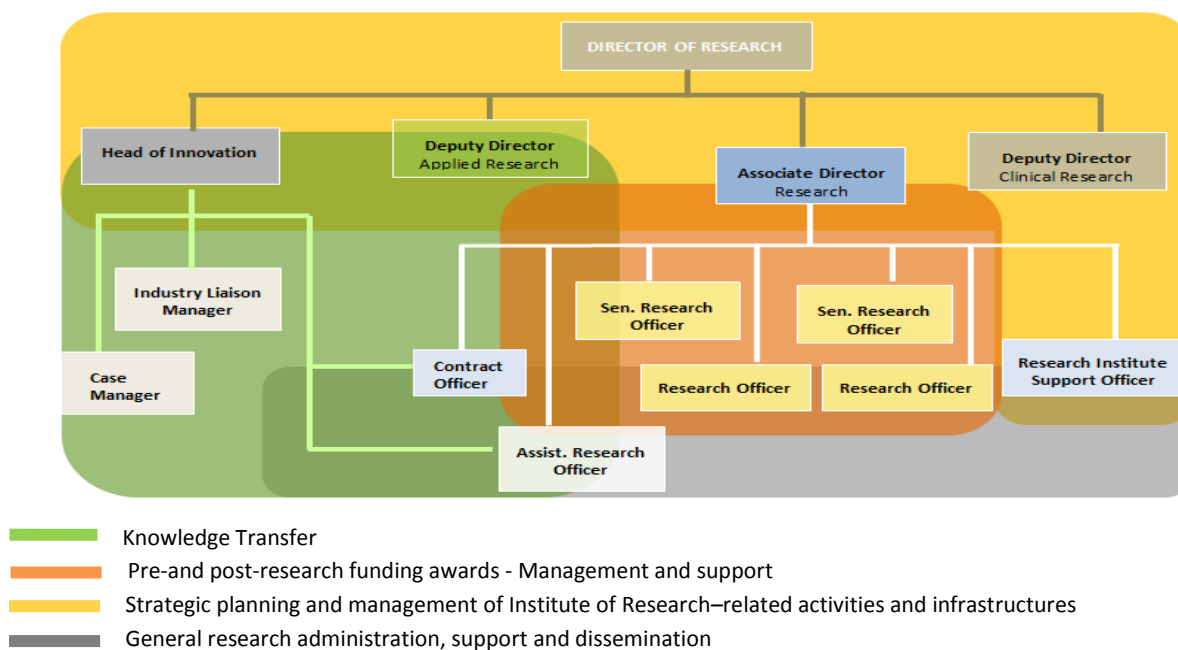 DIRECTOR OF RESEARCH
Head of Innovation
Deputy Director
Applied Research
Associate Director
Research
Deputy Director
Clinical Research
Industry Liaison
Manager
Sen. Research
Officer
Sen. Research
Officer
Case
Manager
Contract
Officer
Research Officer
Research Officer
Research Institute
Support Officer
Assist. Research
Officer
Knowledge Transfer
Pre-and post-research funding awards - Management and support
Strategic planning and management of Institute of Research–related activities and infrastructures
General research administration, support and dissemination